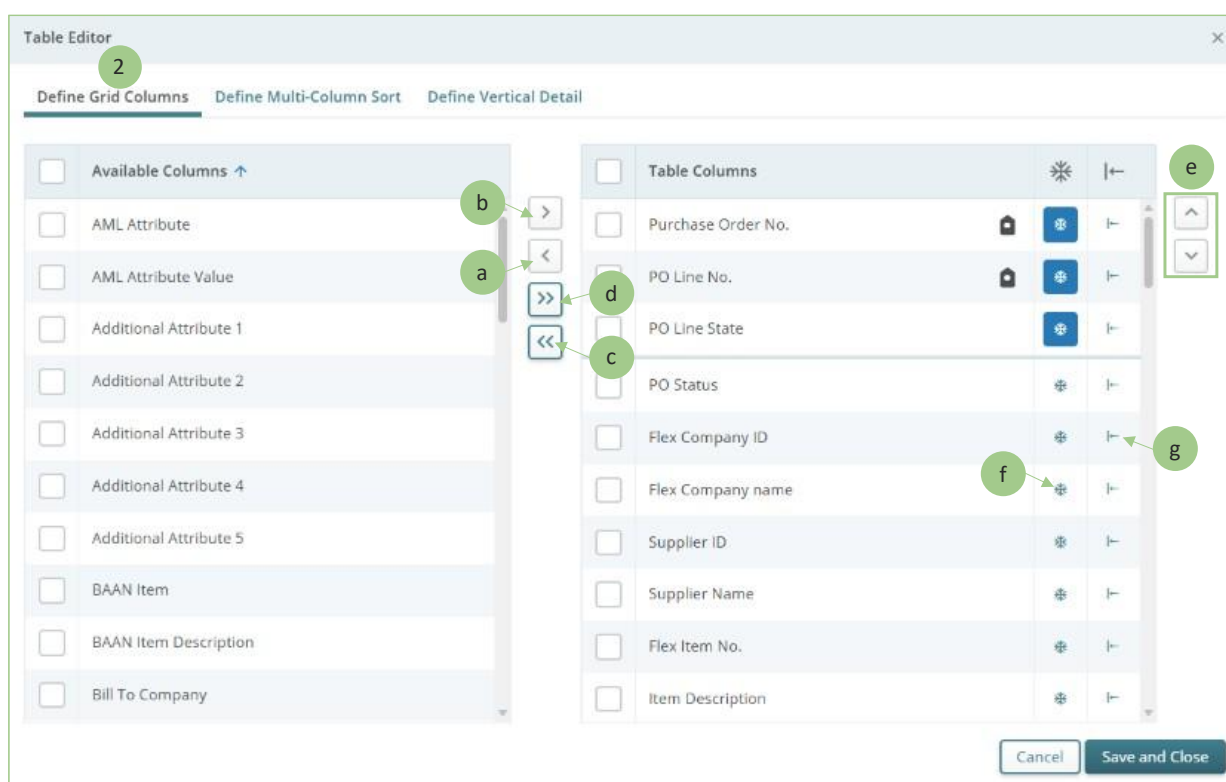 Table Editor
2
Define Grid Columns Define Multi-Column Sort Define Vertical Detail
Available Columns
AML Attribute
AML Attribute Value
Additional Attribute 1
Additional Attribute 2
Additional Attribute 3
Additional Attribute 4
Additional Attribute 5
BAAN Item
BAAN Item Description
Bill To Company
b
a
d
c
Table Columns
Purchase Order No.
PO Line No.
PO Line State
PO Status
Flex Company ID
Flex Company name
Supplier ID
Supplier Name
Flex Item No.
Item Description
e
g
f
Cancel Save and Close